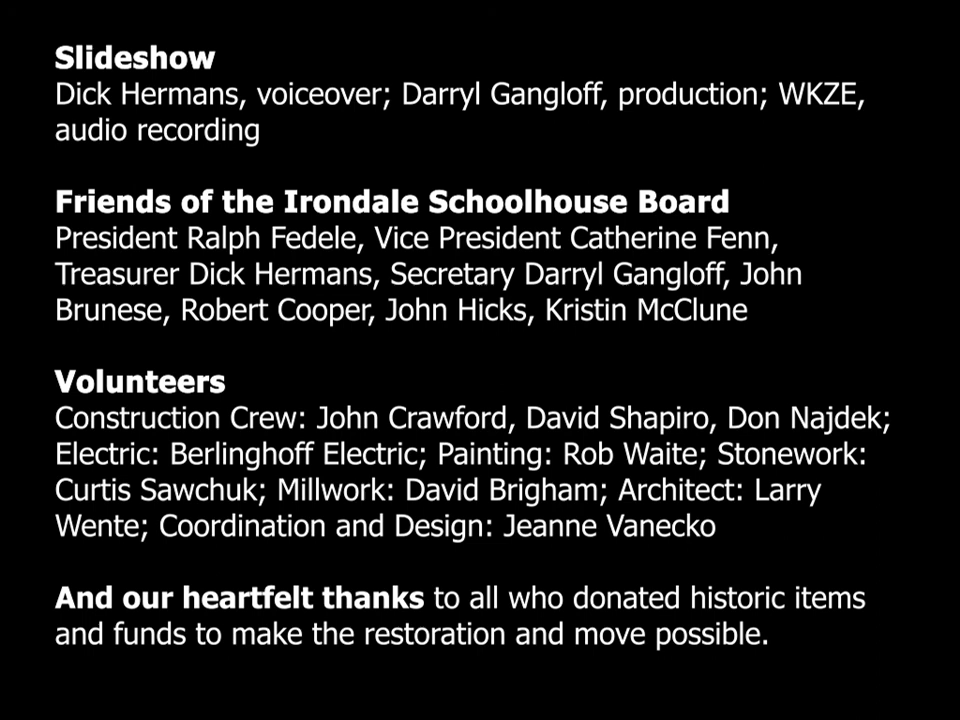 Slideshow
Dick Hermans, voiceover; Darryl Gangloff, production; WKZE,
audio recording
Friends of the Irondale Schoolhouse Board
President Ralph Fedele, Vice President Catherine Fenn,
Treasurer Dick Hermans, Secretary Darryl Gangloff, John
Brunese, Robert Cooper, John Hicks, Kristin McClune
Volunteers
Construction Crew: John Crawford, David Shapiro, Don Najdek;
Electric: Berlinghoff Electric; Painting: Rob Waite; Stonework:
Curtis Sawchuk; Millwork: David Brigham; Architect: Larry
Wente; Coordination and Design: Jeanne Vanecko
And our heartfelt thanks to all who donated historic items
and funds to make the restoration and move possible.